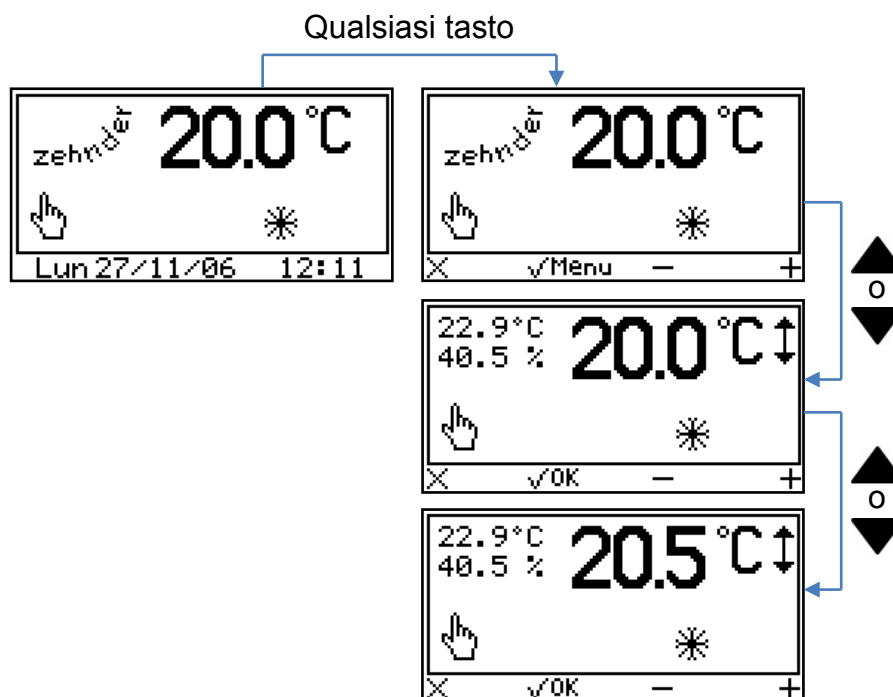 Qualsiasi tasto
zehnder 20.0 °C
Lun 27/11/06 12:11
zehnder 20.0 °C
X √Menu — +
o
22.9°C 20.0 °C
40.5 %
X √OK — +
o
22.9°C 20.5 °C
40.5 %
X √OK — +